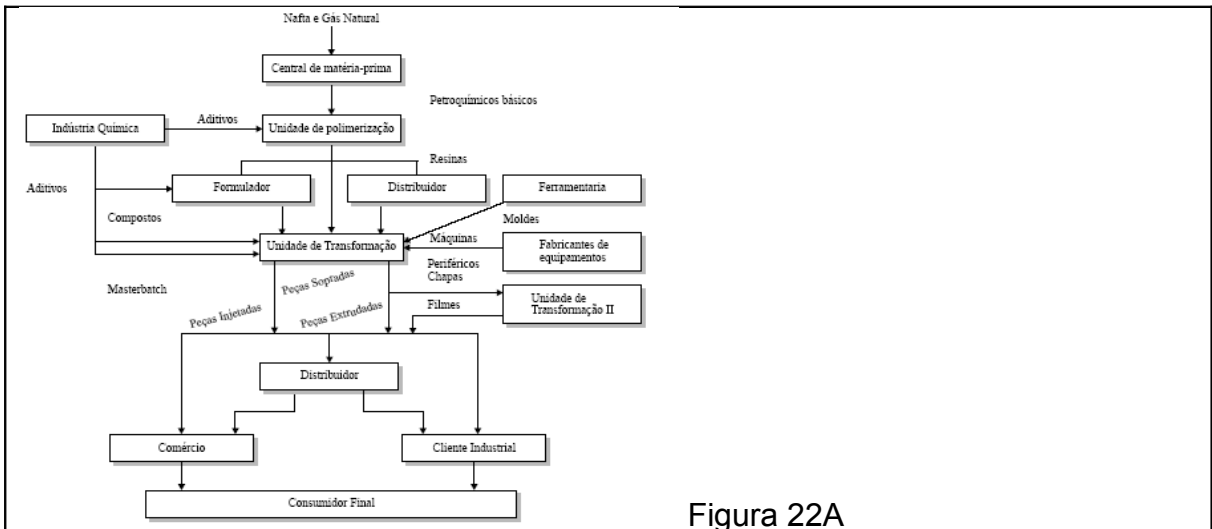 Nafta e Gás Natural
Central de matéria-prima
Petroquímicos básicos
Indústria Química
Aditivos
Unidade de polimerização
Resinas
Aditivos
Formulador
Distribuidor
Ferramentaria
Compostos
Moldes
Unidade de Transformação
Máquinas
Fabricantes de
equipamentos
Periféricos
Chapas
Masterbatch
Peças Sopradas
Unidade de
Transformação II
Filmes
Peças Injetadas
Peças Extrudadas
Distribuidor
Comércio
Cliente Industrial
Consumidor Final
Figura 22A